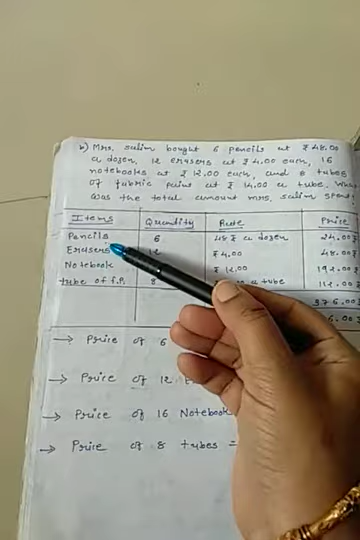 b) Mrs. Salim bought 6 pencils at ₹48.00
a dozen, 12 erasers at ₹4.00 each, 16
notebooks at ₹12.00 each, and 8 tubes
of fabric paint at ₹14.00 a tube. What
was the total amount Mrs. Salim spent?
Items Quantity Rate Price
Pencils 6 48₹ a dozen 24.00₹
Erasers 12 ₹4.00 48.00₹
Notebook ₹12.00 192.00₹
tube of f.P. 8 a tube 112.00₹
376.00₹
→ Price of 6
→ Price of 12
→ Price of 16 Notebook
→ Price of 8 tubes =